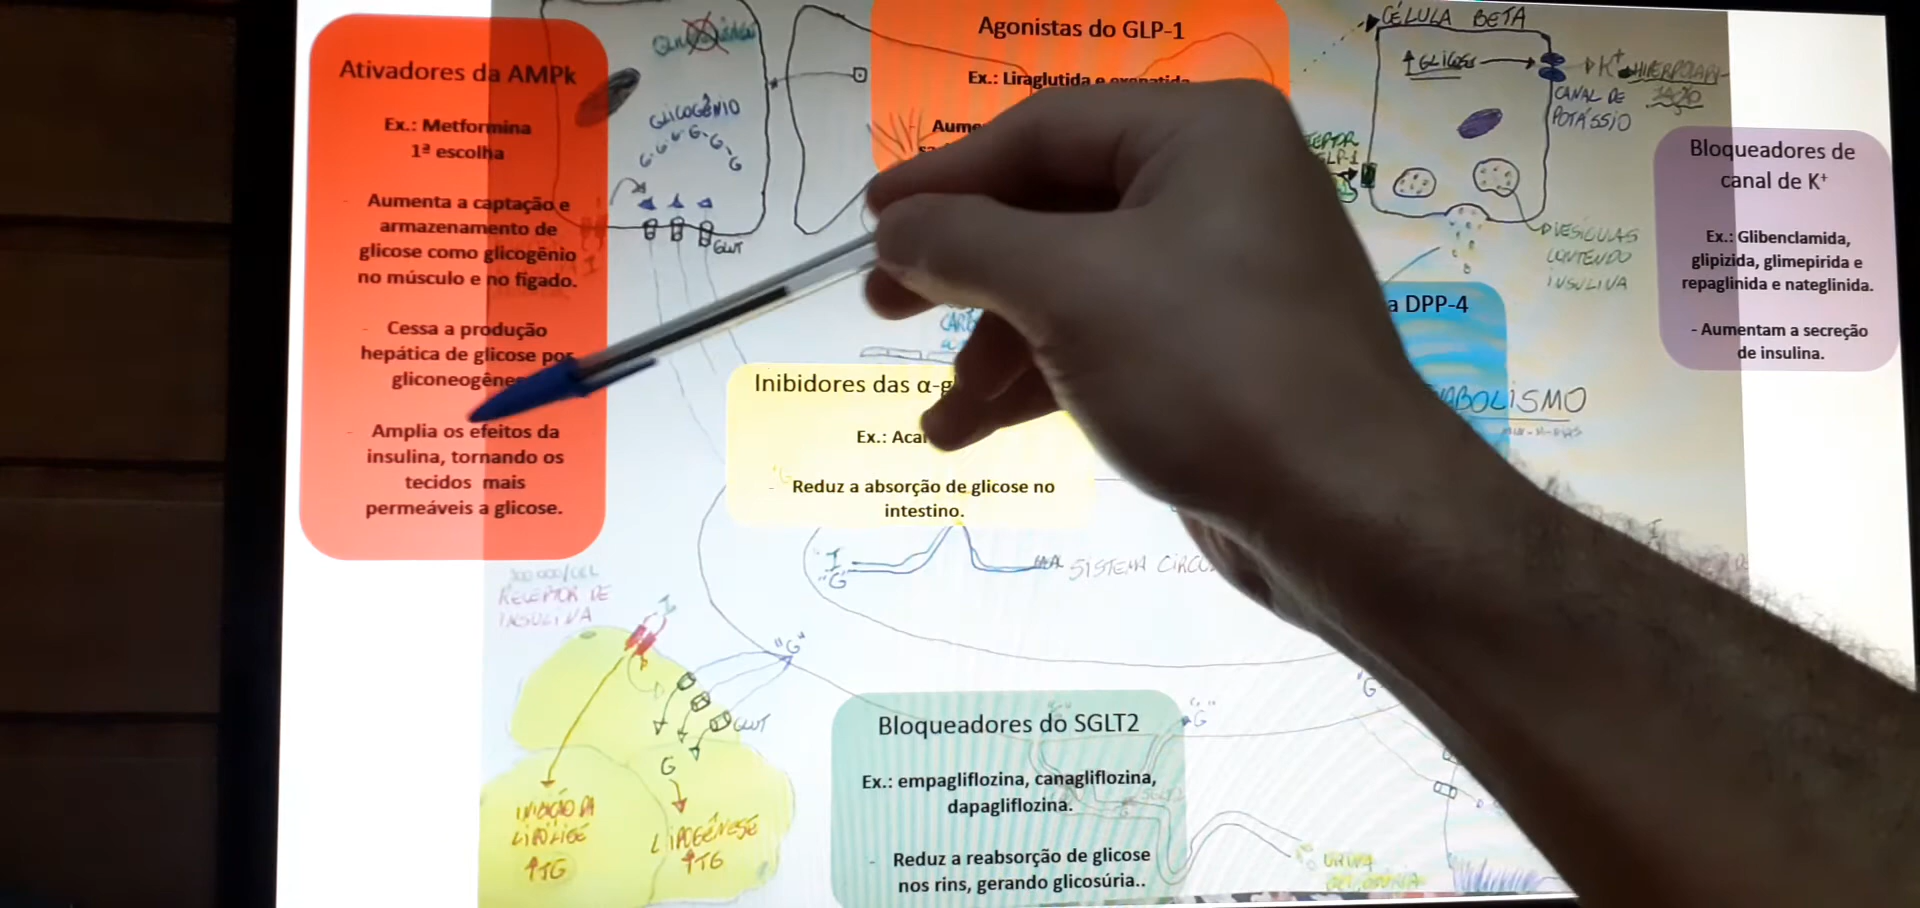 Ativadores da AMPk
Ex.: Metformina
1ª escolha
- Aumenta a captação e
armazenamento de
glicose como glicogênio
no músculo e no fígado.
- Cessa a produção
hepática de glicose por
- Amplia os efeitos da
insulina, tornando os
tecidos mais
permeáveis a glicose.
GLICOGÊNIO
G-G-G-G-G-G
GLUT
Agonistas do GLP-1
Ex.: Liraglutida e exenatida
CÉLULA BETA
↑ GLICOSE
K+
CANAL DE
POTÁSSIO
VESÍCULAS
CONTENDO
INSULINA
Bloqueadores de
canal de K+
Ex.: Glibenclamida,
glipizida, glimepirida e
repaglinida e nateglinida.
- Aumentam a secreção
de insulina.
a DPP-4
Inibidores das α-g
Ex.:
- Reduz a absorção de glicose no
intestino.
"I"
"G"
SISTEMA
RECEPTOR DE
INSULINA
I
"G"
GLUT
G
LIPOGÊNESE
↑TG
↑TG
Bloqueadores do SGLT2
Ex.: empagliflozina, canagliflozina,
dapagliflozina.
- Reduz a reabsorção de glicose
nos rins, gerando glicosúria..
"G"
"G
URINA